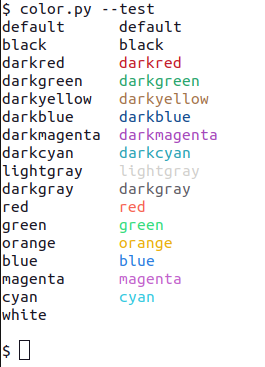 $ color.py --test
default    default
black      black
darkred    darkred
darkgreen  darkgreen
darkyellow darkyellow
darkblue   darkblue
darkmagenta darkmagenta
darkcyan   darkcyan
lightgray  lightgray
darkgray   darkgray
red        red
green      green
orange     orange
blue       blue
magenta    magenta
cyan       cyan
white
$